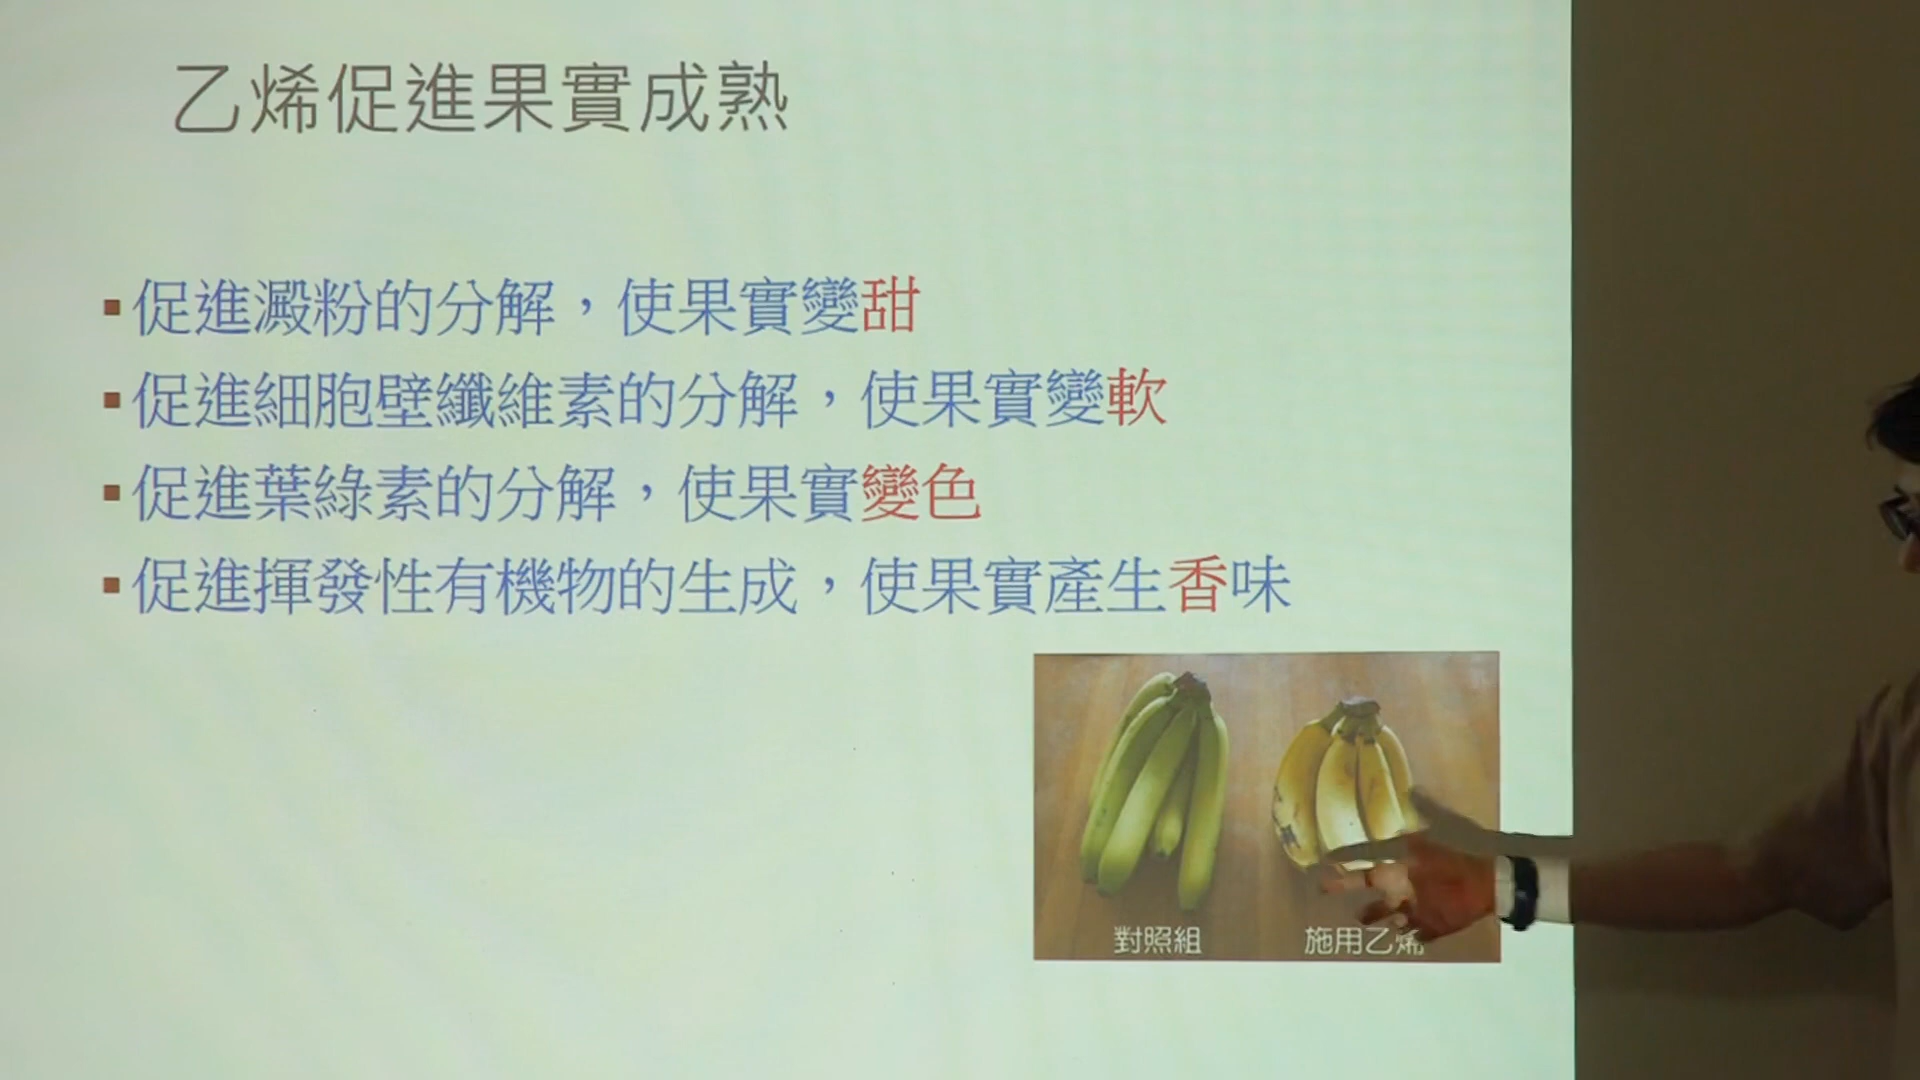 乙烯促進果實成熟
▪促進澱粉的分解，使果實變甜
▪促進細胞壁纖維素的分解，使果實變軟
▪促進葉綠素的分解，使果實變色
▪促進揮發性有機物的生成，使果實產生香味
對照組
施用乙烯